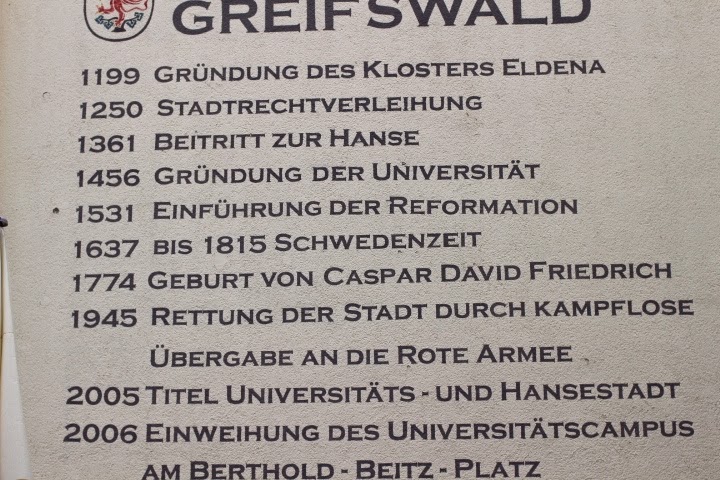 GREIFSWALD
1199 GRÜNDUNG DES KLOSTERS ELDENA
1250 STADTRECHTVERLEIHUNG
1361 BEITRITT ZUR HANSE
1456 GRÜNDUNG DER UNIVERSITÄT
1531 EINFÜHRUNG DER REFORMATION
1637 BIS 1815 SCHWEDENZEIT
1774 GEBURT VON CASPAR DAVID FRIEDRICH
1945 RETTUNG DER STADT DURCH KAMPFLOSE
ÜBERGABE AN DIE ROTE ARMEE
2005 TITEL UNIVERSITÄTS - UND HANSESTADT
2006 EINWEIHUNG DES UNIVERSITÄTSCAMPUS
AM BERTHOLD - BEITZ - PLATZ